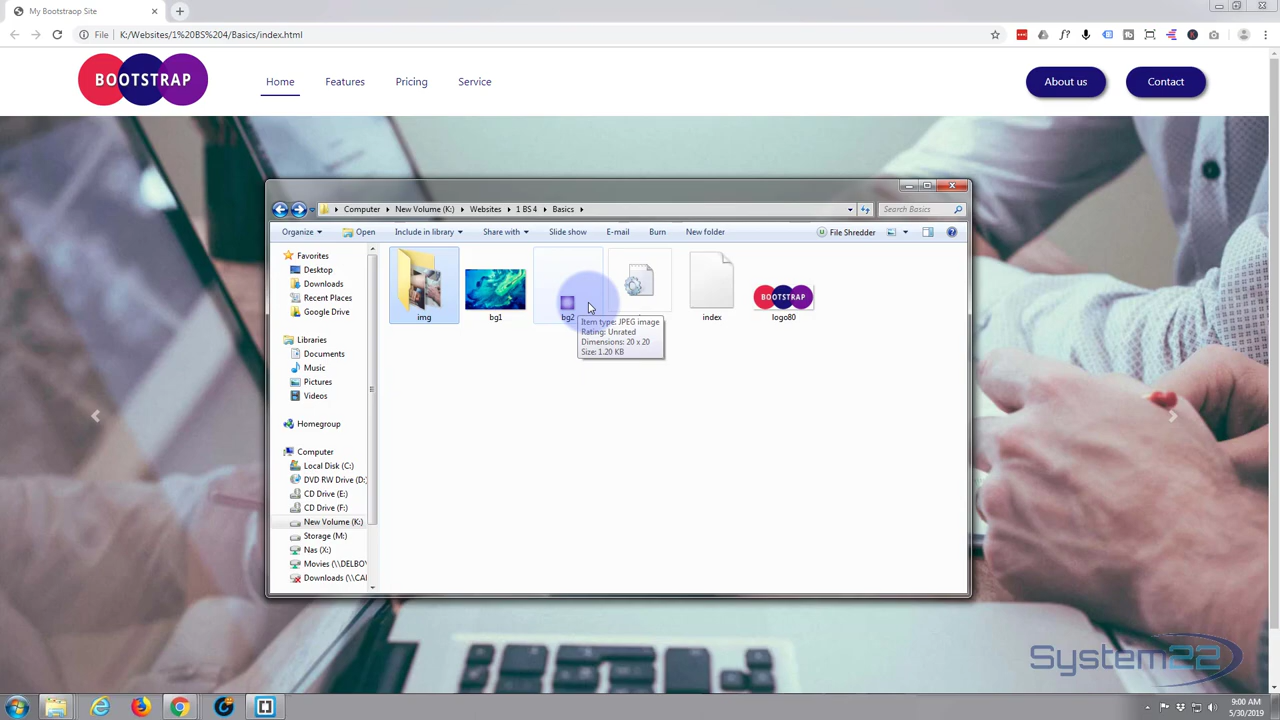 My Bootstraop Site
File
K:/Websites/1%20BS%204/Basics/index.html
BOOTSTRAP
Home
Features
Pricing
Service
About us
Contact
Computer
New Volume (K:)
Websites
1 BS 4
Basics
Search Basics
Organize
Open
Include in library
Share with
Slide show
E-mail
Burn
New folder
File Shredder
Favorites
Desktop
Downloads
Recent Places
Google Drive
Libraries
Documents
Music
Pictures
Videos
Homegroup
Computer
Local Disk (C:)
DVD RW Drive (D:)
CD Drive (E:)
CD Drive (F:)
New Volume (K:)
Storage (M:)
Nas (X:)
Movies (\\DELBO
Downloads (\\CAI
img
bg1
bg2
index
BOOTSTRAP
logo80
Item type: JPEG image
Rating: Unrated
Dimensions: 20 x 20
Size: 1.20 KB
System22
9:00 AM
5/30/2019